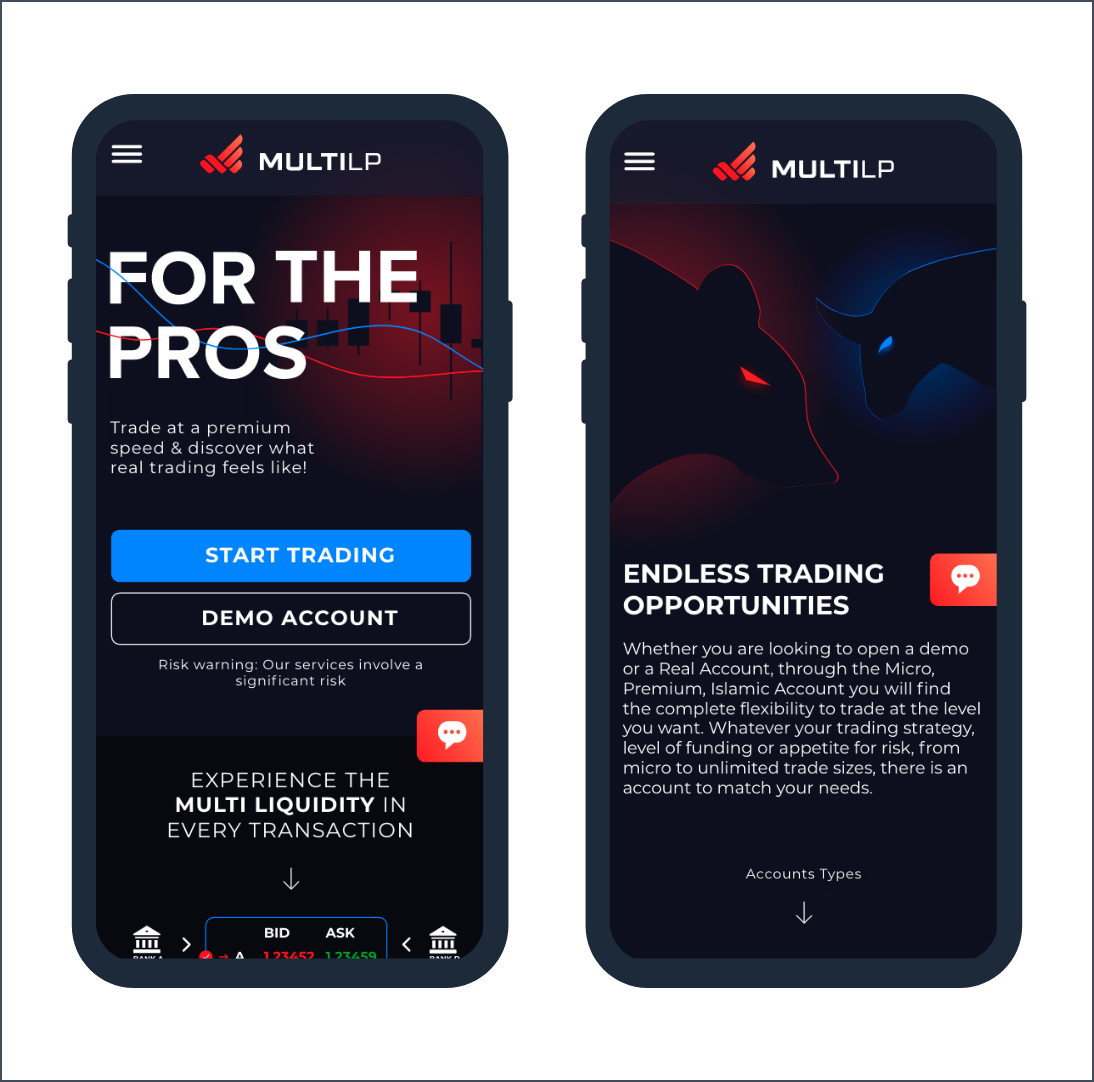 MULTILP
FOR THE
PROS
Trade at a premium
speed & discover what
real trading feels like!
START TRADING
DEMO ACCOUNT
Risk warning: Our services involve a
significant risk
EXPERIENCE THE
MULTI LIQUIDITY IN
EVERY TRANSACTION
BID ASK
A 1.23452 1.23459
MULTILP
ENDLESS TRADING
OPPORTUNITIES
Whether you are looking to open a demo
or a Real Account, through the Micro,
Premium, Islamic Account you will find
the complete flexibility to trade at the level
you want. Whatever your trading strategy,
level of funding or appetite for risk, from
micro to unlimited trade sizes, there is an
account to match your needs.
Accounts Types